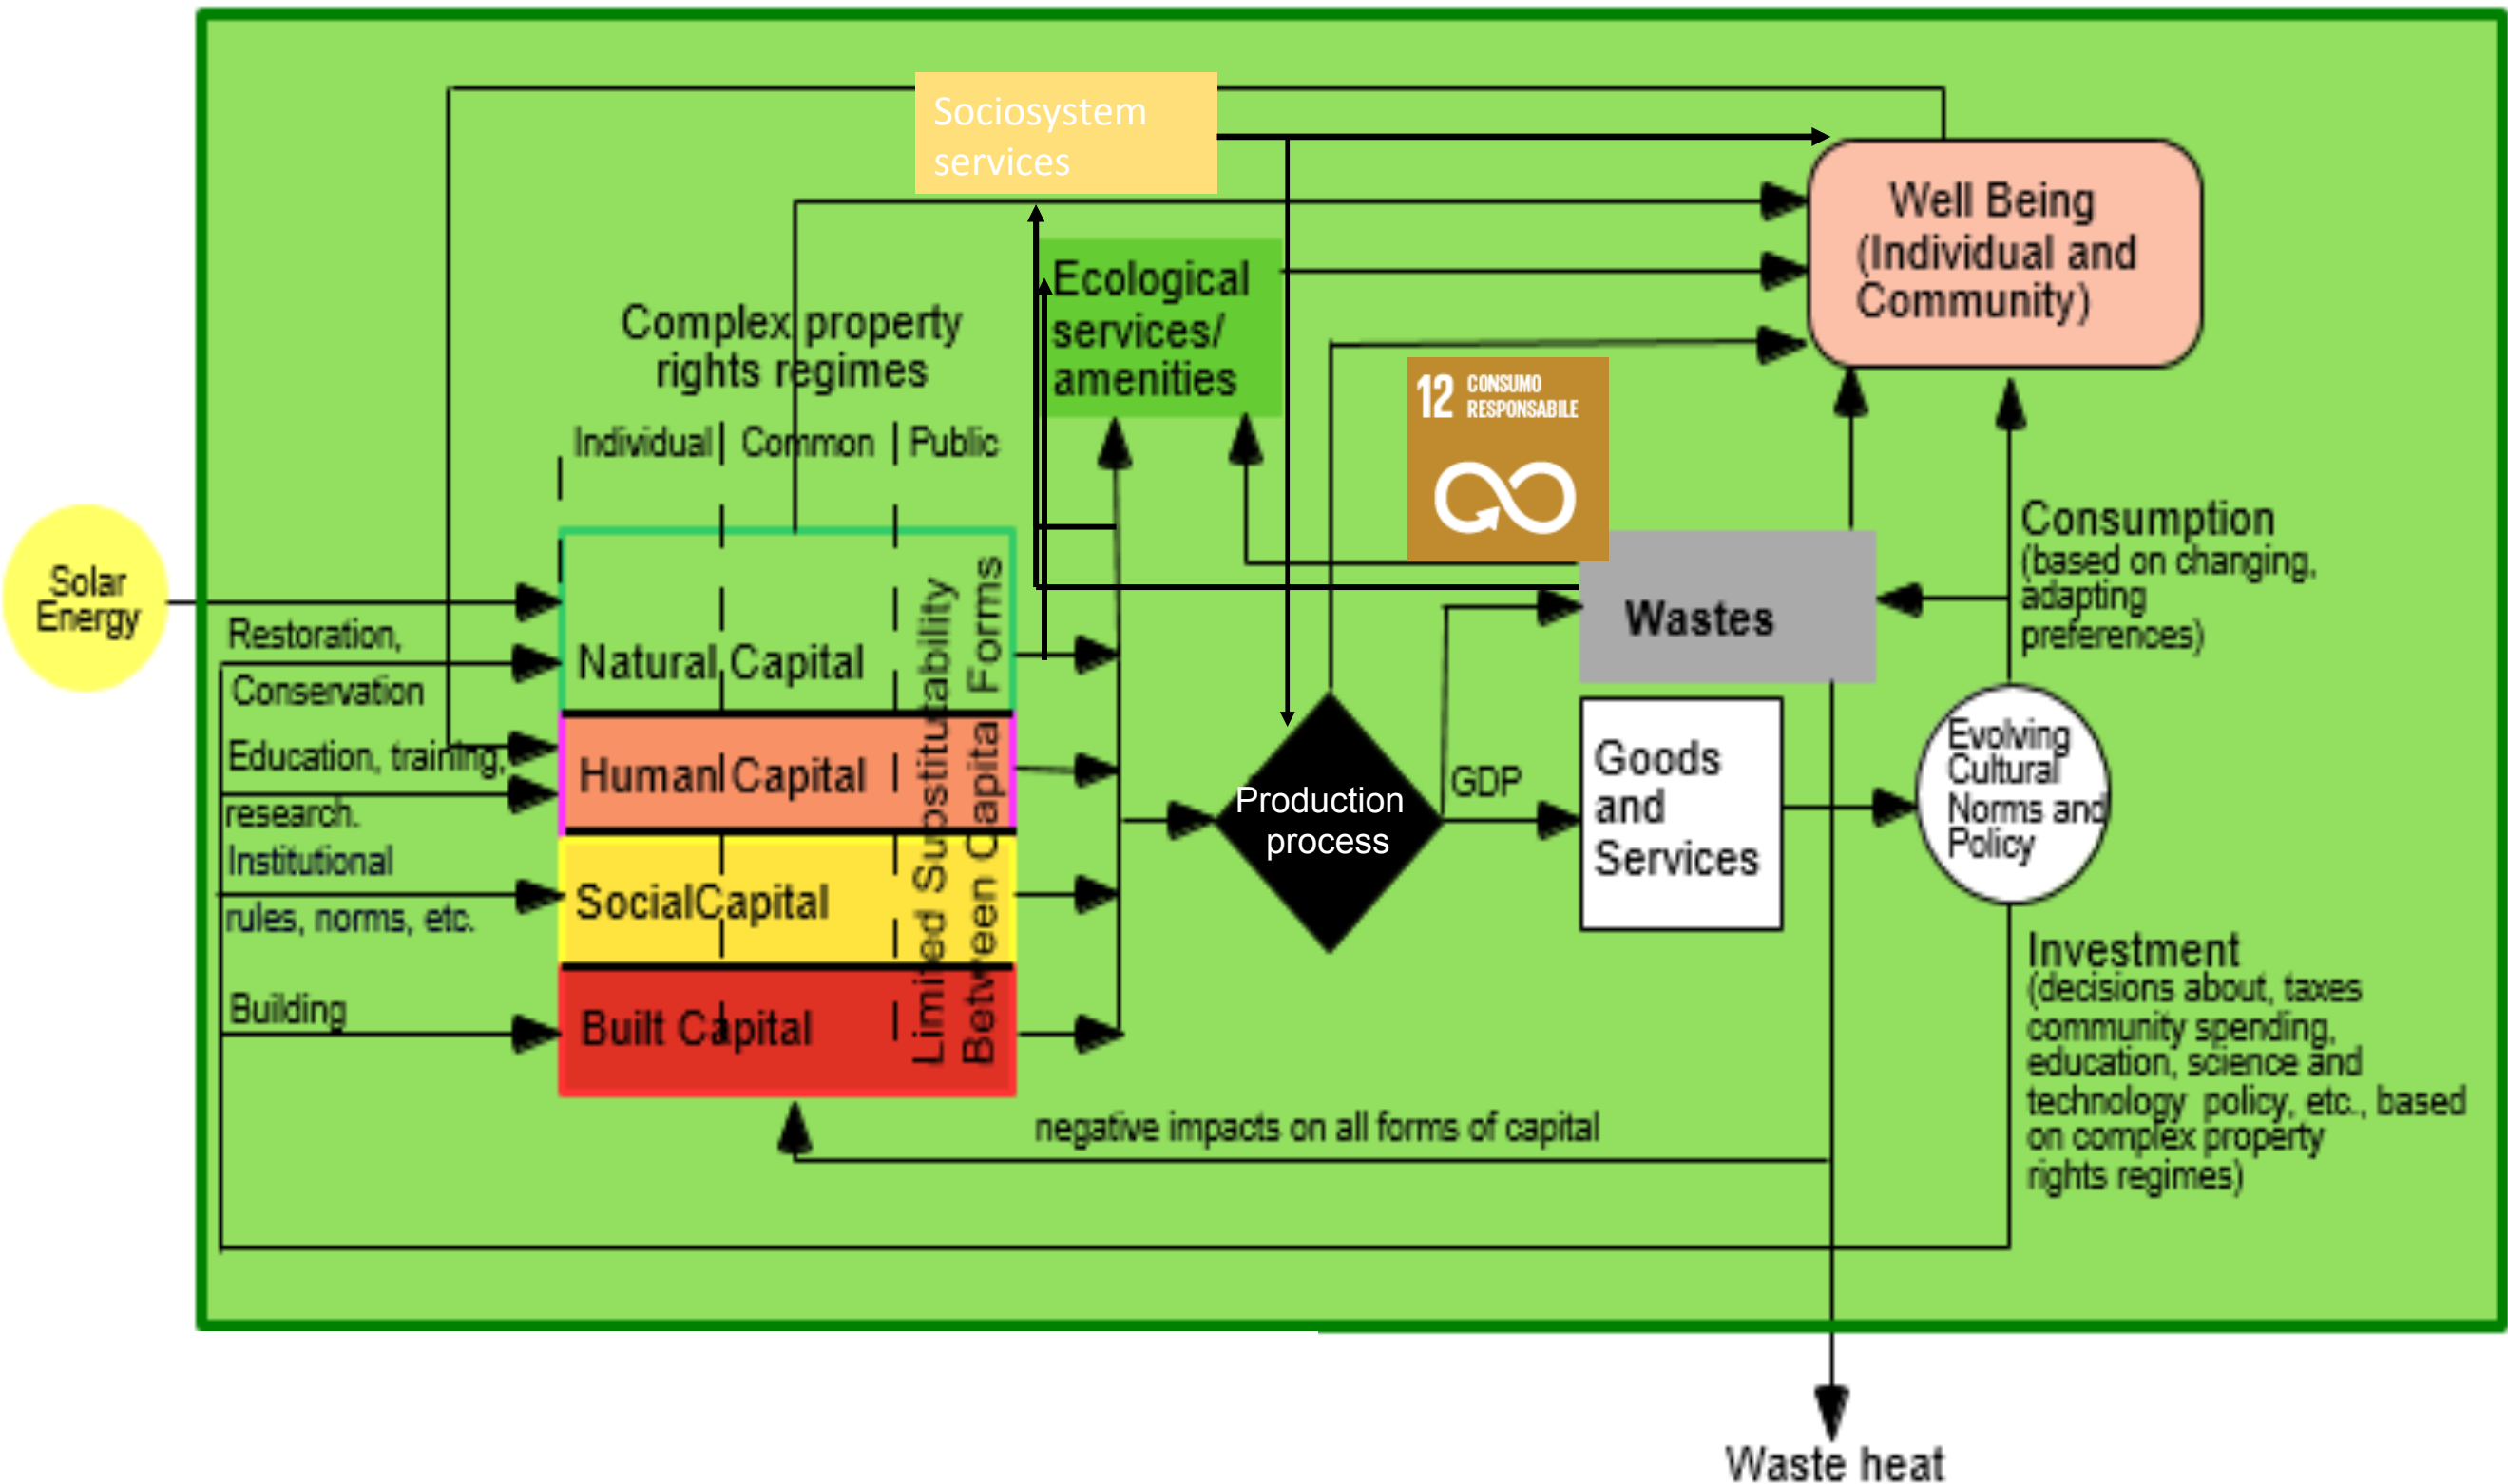 Sociosystem
services
Well Being
(Individual and
Community)
Ecological
services/
amenities
Complex property
rights regimes
Individual
Common
Public
12
CONSUMO
RESPONSABILE
Solar
Energy
Restoration,
Conservation
Education, training,
research.
Institutional
rules, norms, etc.
Building
Natural Capital
Human Capital
SocialCapital
Built Capital
Limited Substitutability
Between Capital Forms
Production
process
GDP
Wastes
Goods
and
Services
Evolving
Cultural
Norms and
Policy
Consumption
(based on changing,
adapting
preferences)
Investment
(decisions about, taxes
community spending,
education, science and
technology policy, etc., based
on complex property
rights regimes)
negative impacts on all forms of capital
Waste heat